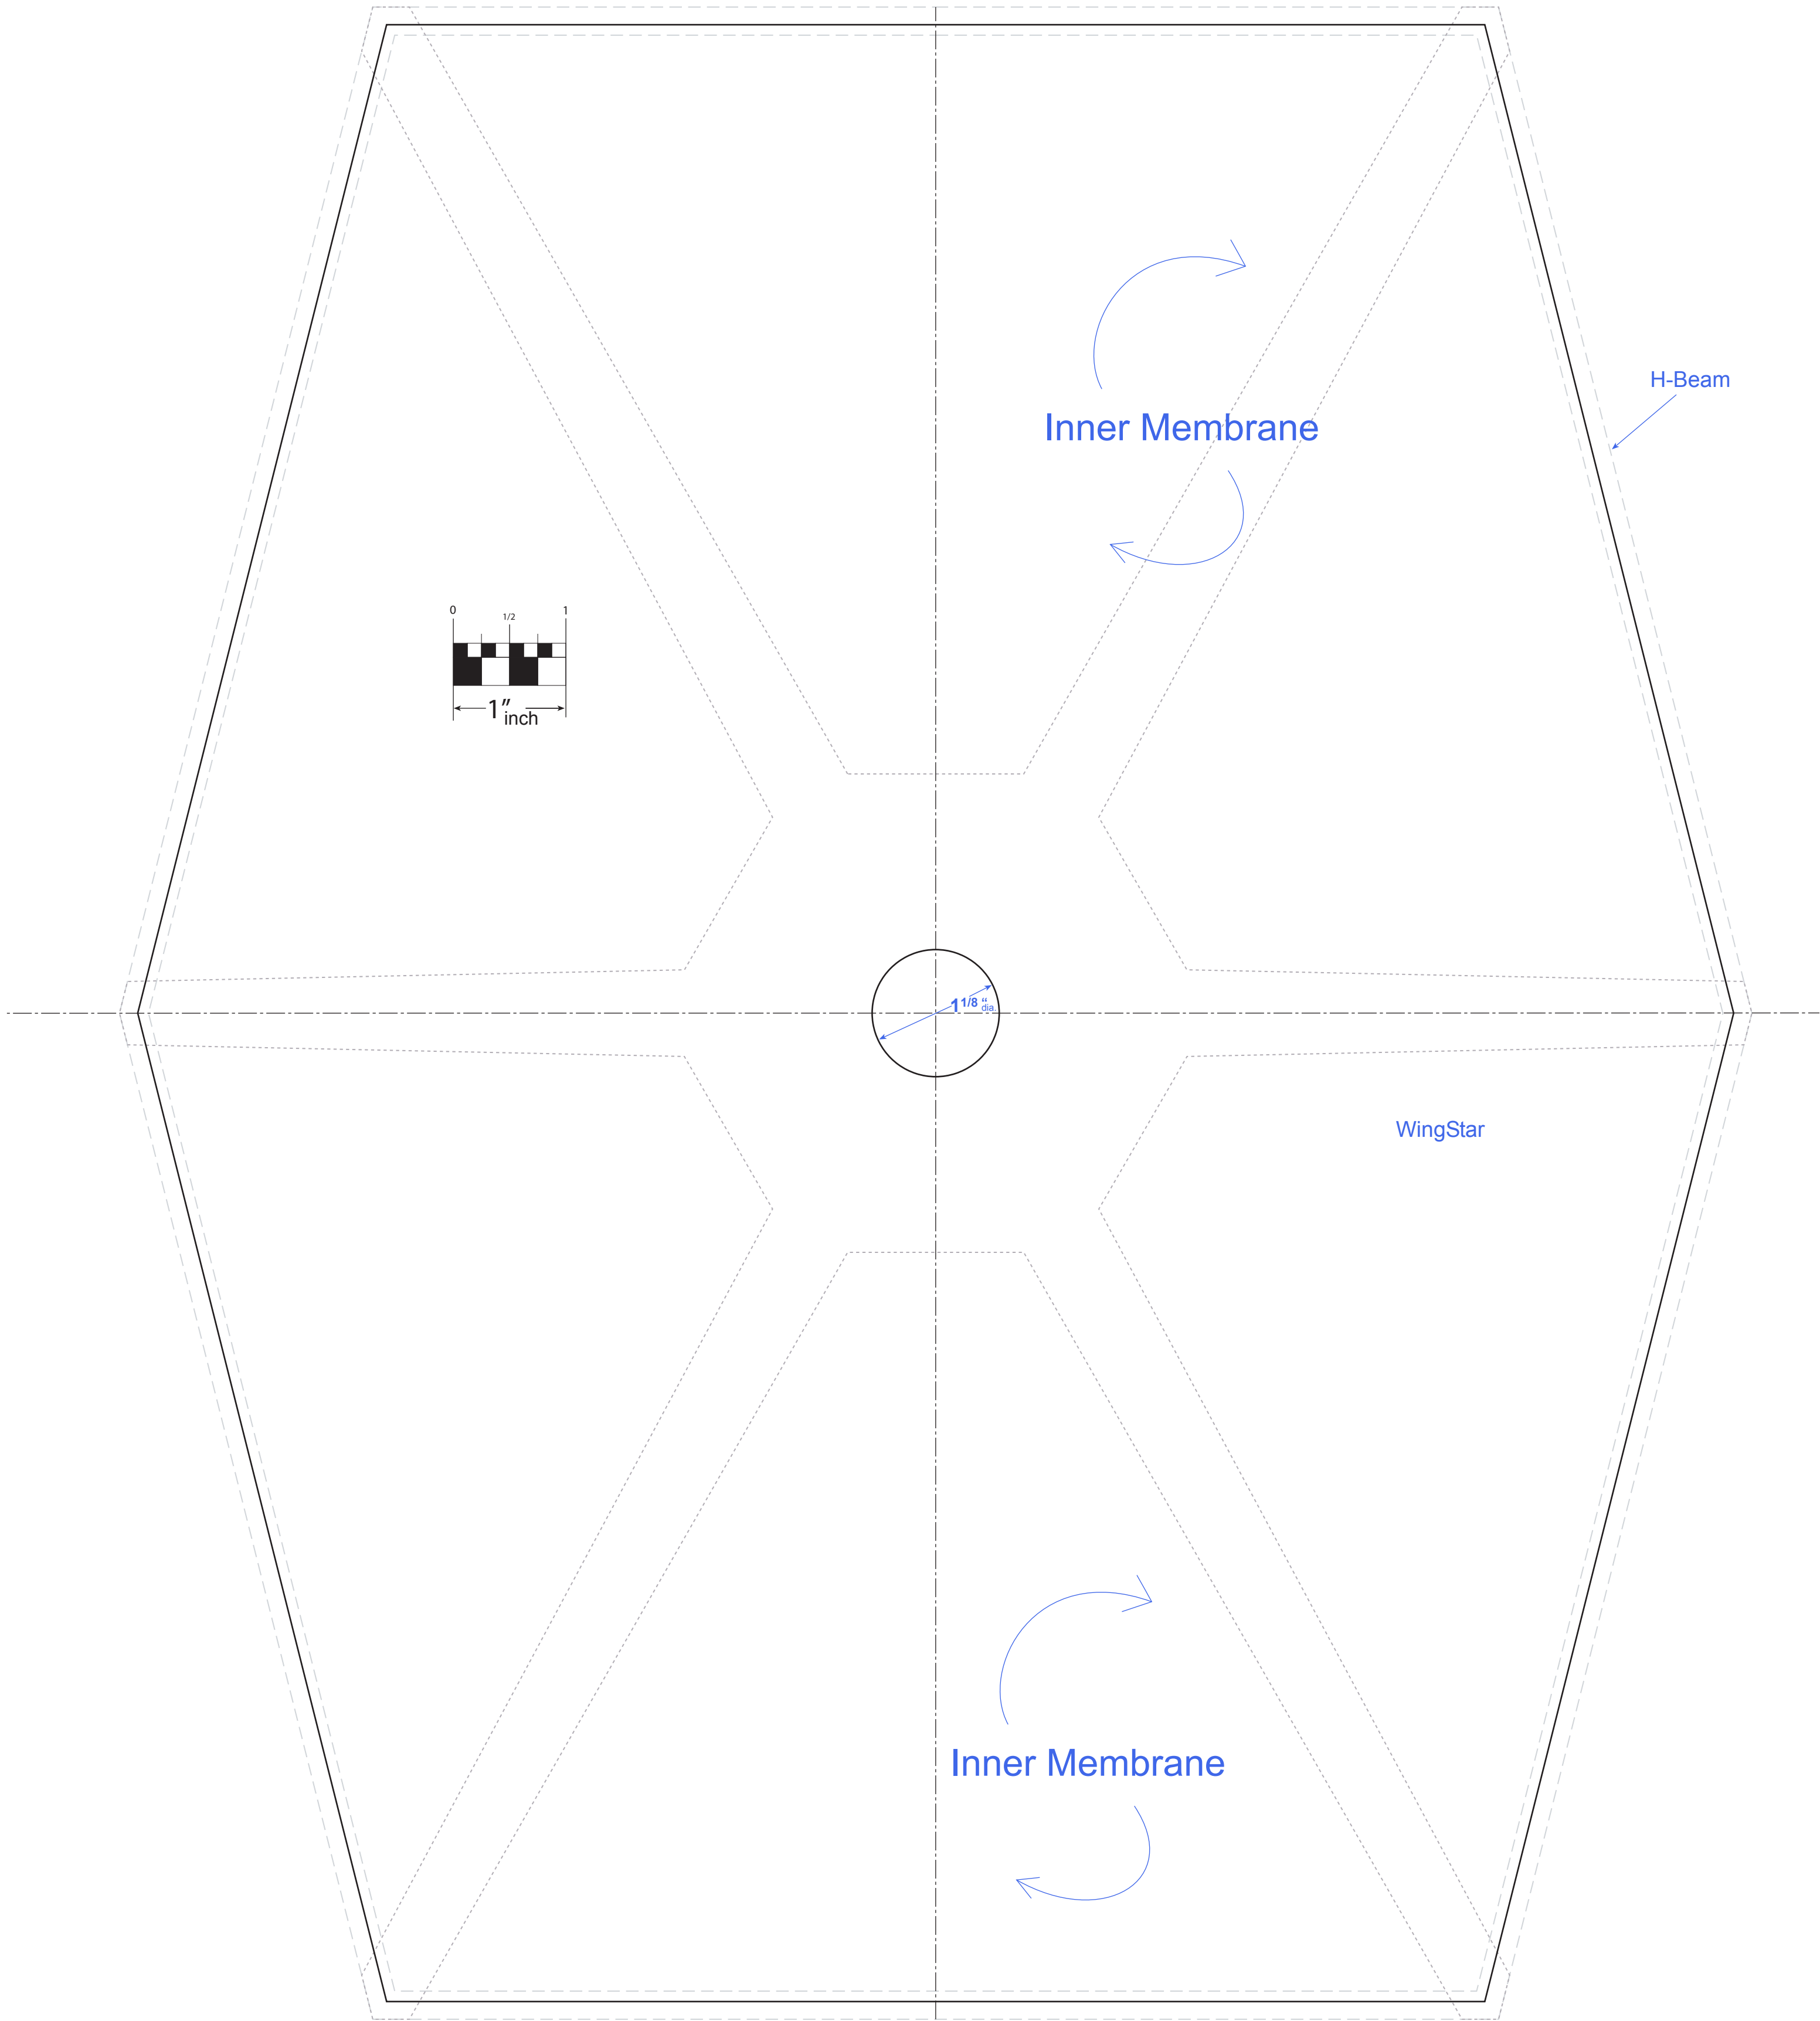 H-Beam
Inner Membrane
0 1/2 1
1″ inch
1 1/8 “ dia.
WingStar
Inner Membrane